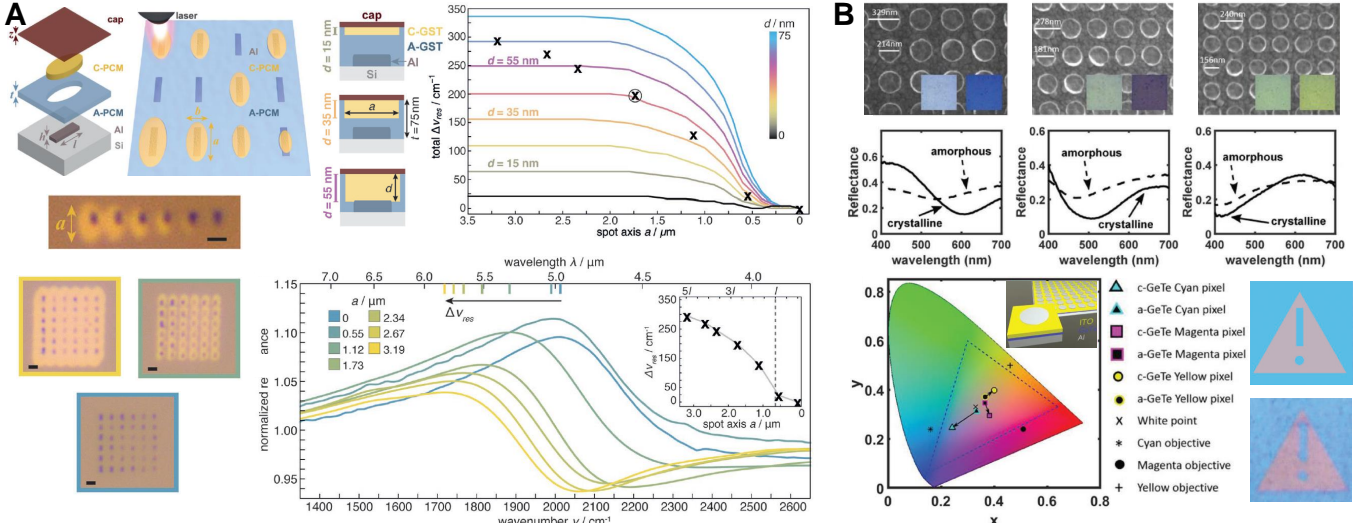 A
cap
z
C-PCM
t
A-PCM
h
l
Al
Si
laser
Al
C-PCM
A-PCM
a
cap
C-GST
A-GST
Al
Si
d = 15 nm
d = 35 nm
a
t = 75nm
d = 55 nm
d
total Δν_res / cm⁻¹
350
300
250
200
150
100
50
0
d = 55 nm
d = 35 nm
d = 15 nm
d / nm
75
0
3.5 3.0 2.5 2.0 1.5 1.0 0.5 0
spot axis a / μm
a
wavelength λ / μm
7.0 6.5 6.0 5.5 5.0 4.5 4.0
Δν_res
a / μm
0
0.55
1.12
1.73
2.34
2.67
3.19
normalized re
ance
1.15
1.10
1.05
1.00
0.95
5l 3l l
Δν_res / cm⁻¹
300
200
100
0
3.0 2.0 1.0 0.0
spot axis a / μm
1400 1500 1600 1700 1800 1900 2000 2100 2200 2300 2400 2500 2600
wavenumber ν / cm⁻¹
B
329nm
214nm
278nm
181nm
240nm
156nm
Reflectance
0.6
0.4
0.2
0
amorphous
crystalline
400 500 600 700
wavelength (nm)
Reflectance
0.6
0.4
0.2
0
amorphous
crystalline
400 500 600 700
wavelength (nm)
Reflectance
0.6
0.4
0.2
0
amorphous
crystalline
400 500 600 700
wavelength (nm)
y
0.8
0.6
0.4
0.2
0
0 0.2 0.4 0.6 0.8
x
ITO
Al
c-GeTe Cyan pixel
a-GeTe Cyan pixel
c-GeTe Magenta pixel
a-GeTe Magenta pixel
c-GeTe Yellow pixel
a-GeTe Yellow pixel
White point
Cyan objective
Magenta objective
Yellow objective
!
!